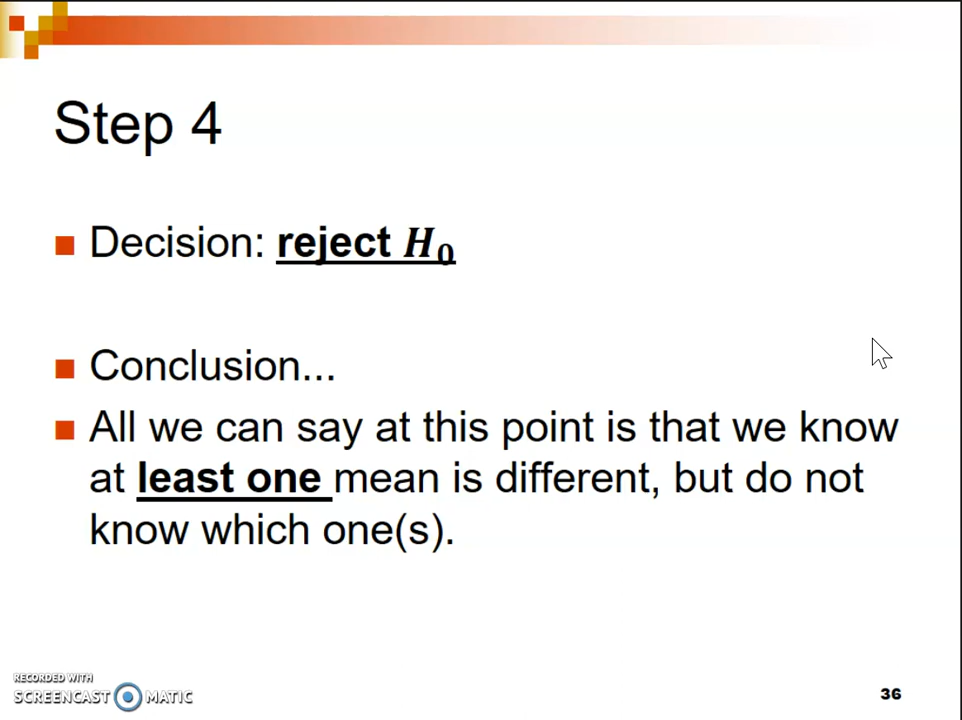 Step 4
Decision: reject H₀
Conclusion...
All we can say at this point is that we know
at least one mean is different, but do not
know which one(s).
RECORDED WITH
SCREENCAST MATIC
36